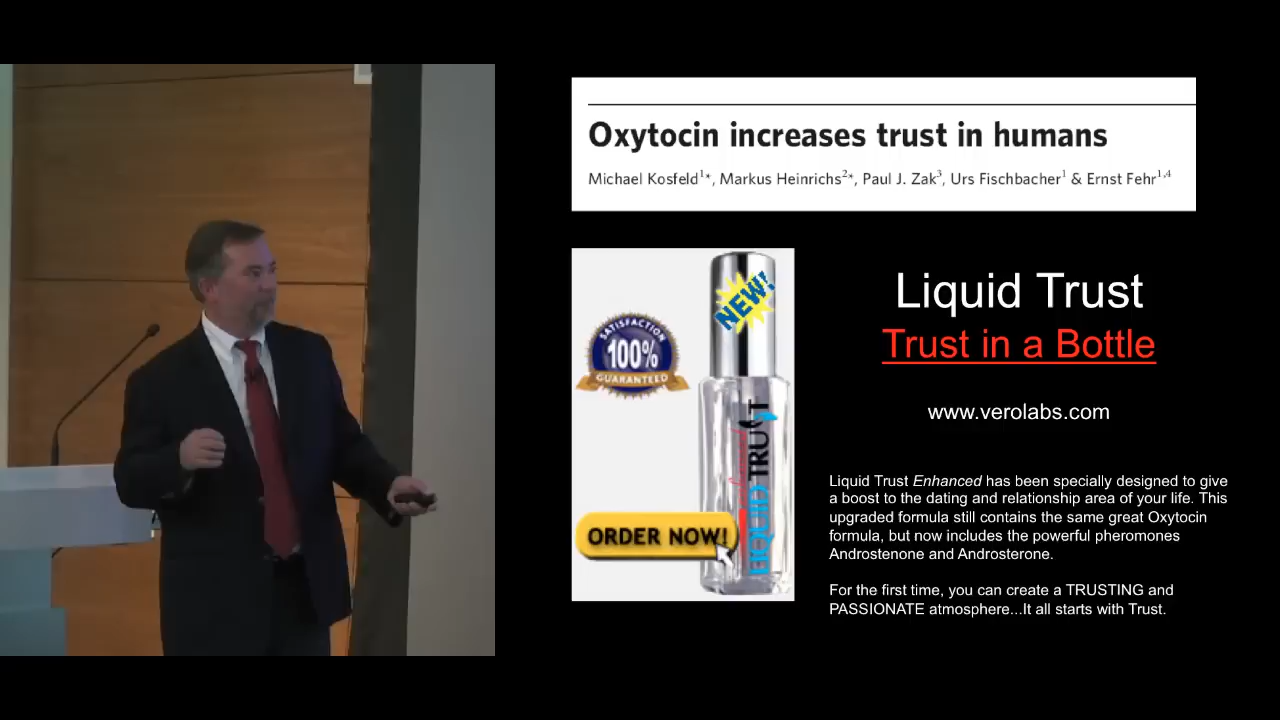 Oxytocin increases trust in humans
Michael Kosfeld¹*, Markus Heinrichs²*, Paul J. Zak³, Urs Fischbacher¹ & Ernst Fehr¹,⁴
NEW!
SATISFACTION
100%
GUARANTEED
LIQUID TRUST
ORDER NOW!
Liquid Trust
Trust in a Bottle
www.verolabs.com
Liquid Trust Enhanced has been specially designed to give
a boost to the dating and relationship area of your life. This
upgraded formula still contains the same great Oxytocin
formula, but now includes the powerful pheromones
Androstenone and Androsterone.
For the first time, you can create a TRUSTING and
PASSIONATE atmosphere...It all starts with Trust.